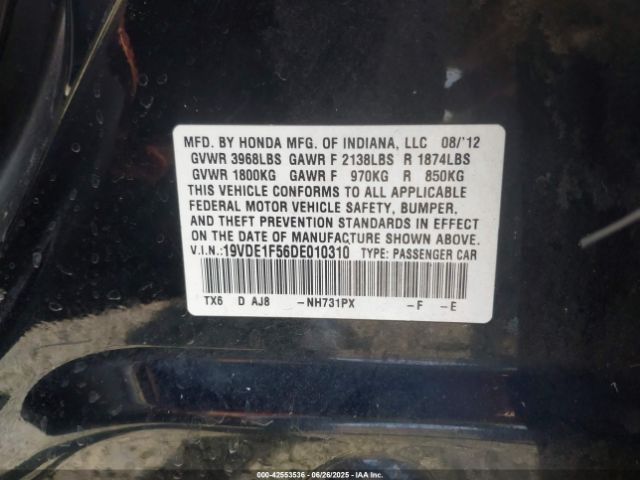 MFD. BY HONDA MFG. OF INDIANA, LLC 08/'12
GVWR 3968LBS GAWR F 2138LBS R 1874LBS
GVWR 1800KG GAWR F 970KG R 850KG
THIS VEHICLE CONFORMS TO ALL APPLICABLE
FEDERAL MOTOR VEHICLE SAFETY, BUMPER,
AND THEFT PREVENTION STANDARDS IN EFFECT
ON THE DATE OF MANUFACTURE SHOWN ABOVE.
V.I.N.:19VDE1F56DE010310 TYPE: PASSENGER CAR
TX6 D AJ8 -NH731PX -F -E
000-42553536 06/26/2025 IAAI.COM